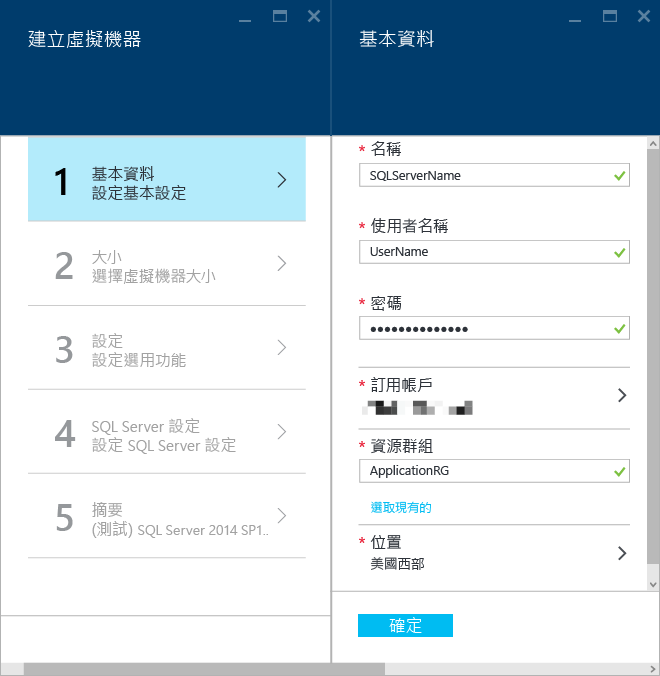 建立虛擬機器
1
基本資料
設定基本設定
2
大小
選擇虛擬機器大小
3
設定
設定選用功能
4
SQL Server 設定
設定 SQL Server 設定
5
摘要
(測試) SQL Server 2014 SP1..
基本資料
* 名稱
SQLServerName
* 使用者名稱
UserName
* 密碼
●●●●●●●●●●●●●●
* 訂用帳戶
* 資源群組
ApplicationRG
選取現有的
* 位置
美國西部
確定